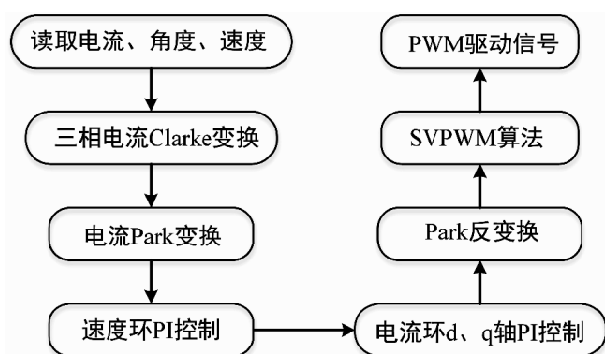 读取电流、角度、速度
三相电流Clarke变换
电流Park变换
速度环PI控制
电流环d、q轴PI控制
Park反变换
SVPWM算法
PWM驱动信号